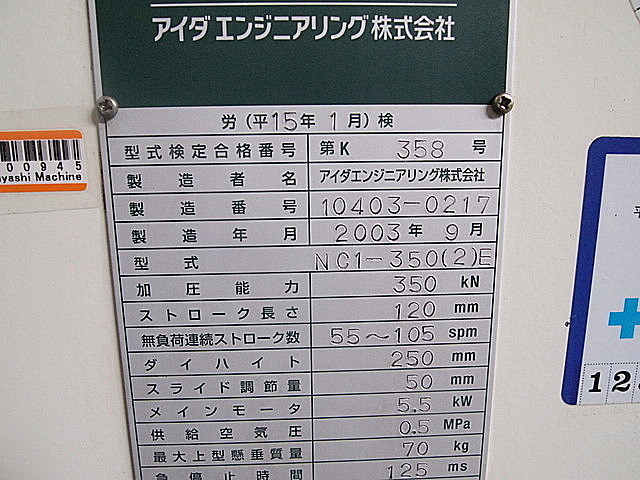 アイダエンジニアリング株式会社
労(平15年1月)検
型式検定合格番号 第K 358 号
製造者名 アイダエンジニアリング株式会社
製造番号 10403-0217
製造年月 2003年 9月
型式 NC1-350(2)E
加圧能力 350 kN
ストローク長さ 120 mm
無負荷連続ストローク数 55～105 spm
ダイハイト 250 mm
スライド調節量 50 mm
メインモータ 5.5 kW
供給空気圧 0.5 MPa
最大上型懸垂質量 70 kg
急停止時間 125 ms
00945
yashi Machine
12